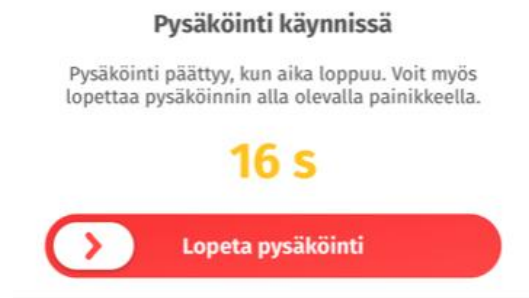 Pysäköinti käynnissä
Pysäköinti päättyy, kun aika loppuu. Voit myös
lopettaa pysäköinnin alla olevalla painikkeella.
16 s
Lopeta pysäköinti